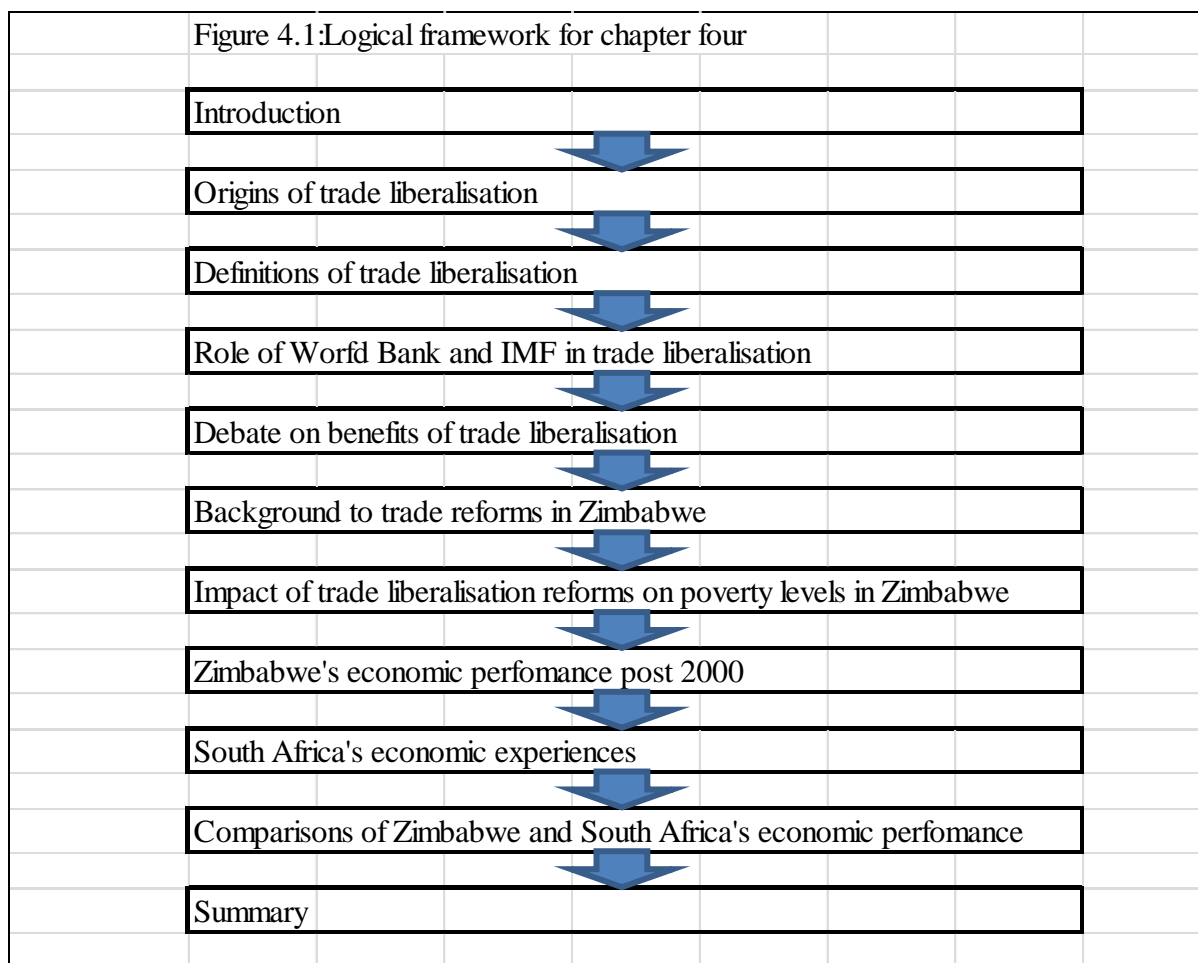 Figure 4.1:Logical framework for chapter four
Introduction
Origins of trade liberalisation
Definitions of trade liberalisation
Role of Worfd Bank and IMF in trade liberalisation
Debate on benefits of trade liberalisation
Background to trade reforms in Zimbabwe
Impact of trade liberalisation reforms on poverty levels in Zimbabwe
Zimbabwe's economic perfomance post 2000
South Africa's economic experiences
Comparisons of Zimbabwe and South Africa's economic perfomance
Summary